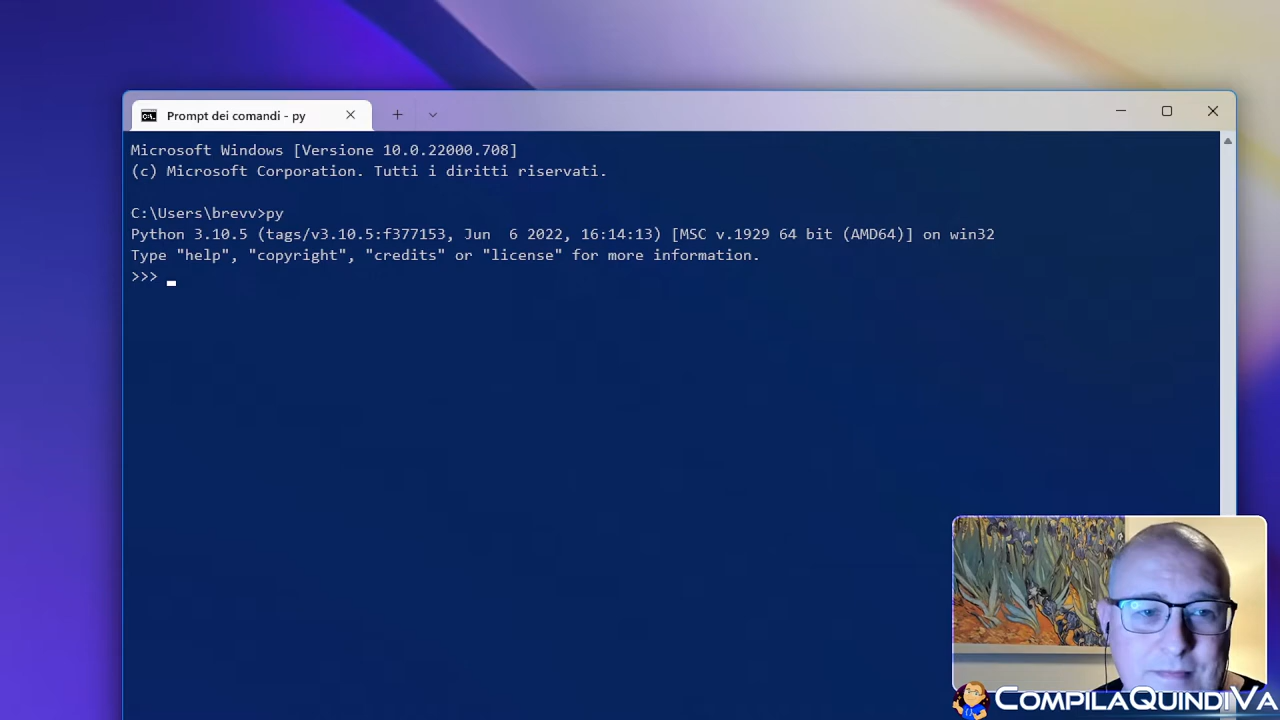 Prompt dei comandi - py
Microsoft Windows [Versione 10.0.22000.708]
(c) Microsoft Corporation. Tutti i diritti riservati.
C:\Users\brevv>py
Python 3.10.5 (tags/v3.10.5:f377153, Jun  6 2022, 16:14:13) [MSC v.1929 64 bit (AMD64)] on win32
Type "help", "copyright", "credits" or "license" for more information.
>>>
CompilaQuindiVa